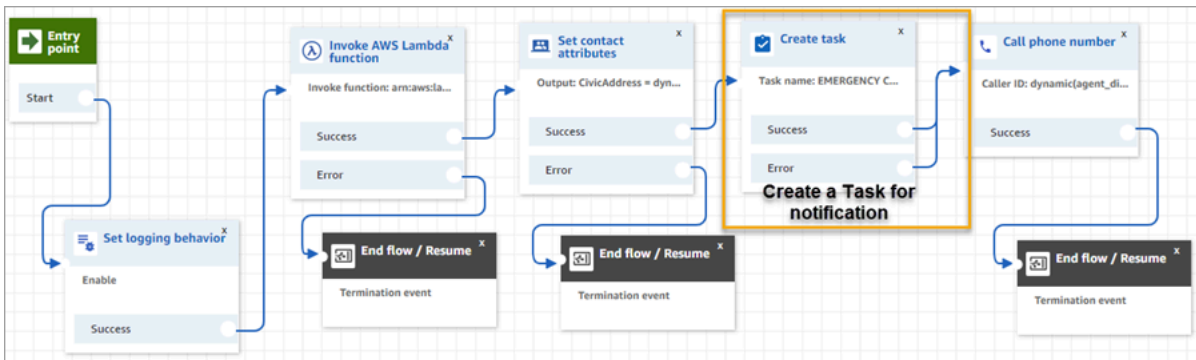 Entry
point
Start
Set logging behavior x
Enable
Success
Invoke AWS Lambda x
function
Invoke function: arn:aws:la...
Success
Error
End flow / Resume x
Termination event
Set contact x
attributes
Output: CivicAddress = dyn...
Success
Error
End flow / Resume x
Termination event
Create task x
Task name: EMERGENCY C...
Success
Error
Create a Task for
notification
Call phone number x
Caller ID: dynamic(agent_di...
Success
End flow / Resume x
Termination event